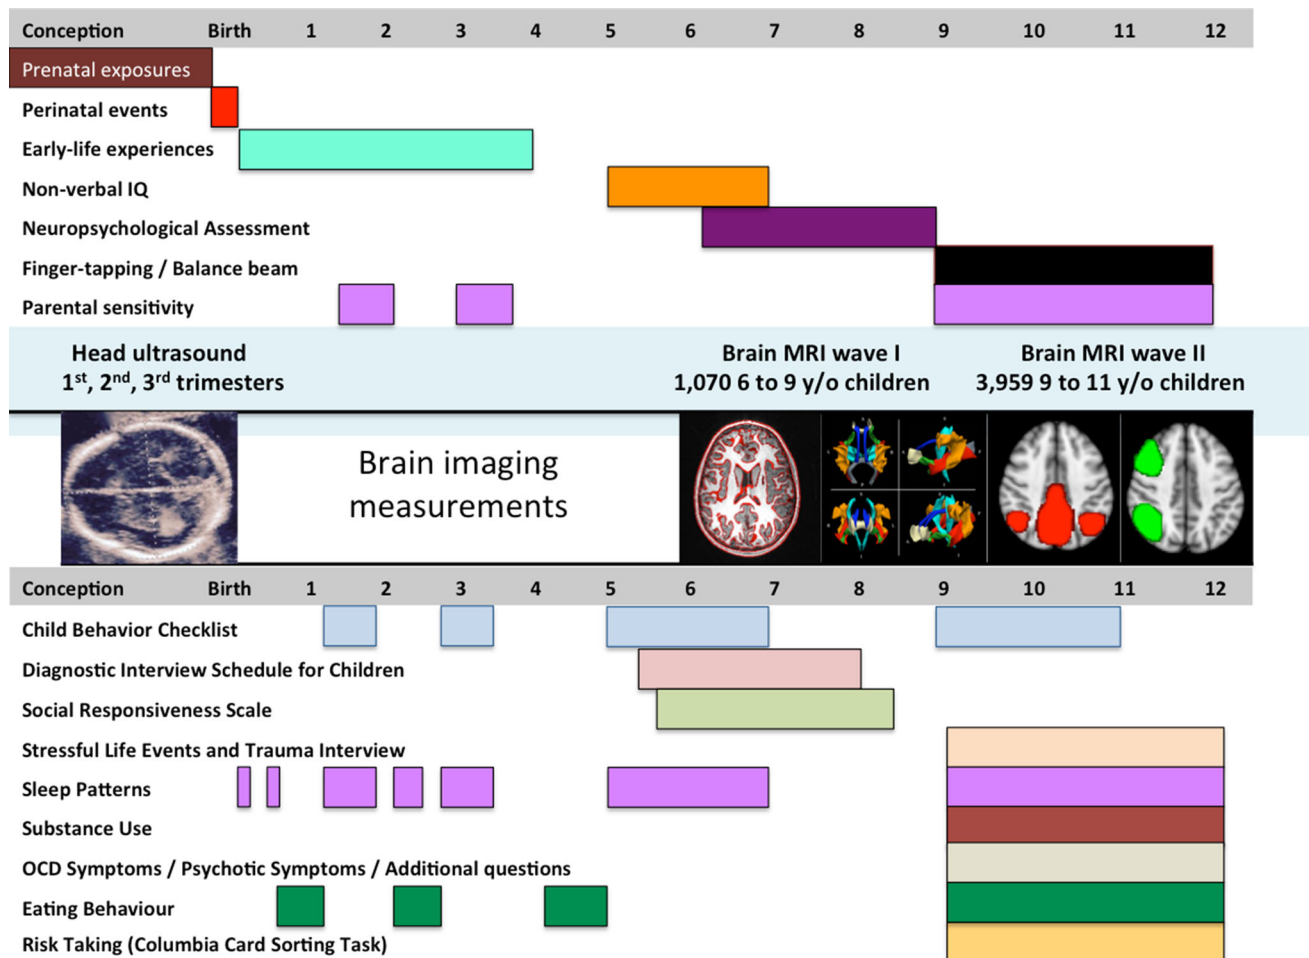 Conception Birth 1 2 3 4 5 6 7 8 9 10 11 12
Prenatal exposures
Perinatal events
Early-life experiences
Non-verbal IQ
Neuropsychological Assessment
Finger-tapping / Balance beam
Parental sensitivity
Head ultrasound
1st, 2nd, 3rd trimesters
Brain MRI wave I
1,070 6 to 9 y/o children
Brain MRI wave II
3,959 9 to 11 y/o children
Brain imaging
measurements
Conception Birth 1 2 3 4 5 6 7 8 9 10 11 12
Child Behavior Checklist
Diagnostic Interview Schedule for Children
Social Responsiveness Scale
Stressful Life Events and Trauma Interview
Sleep Patterns
Substance Use
OCD Symptoms / Psychotic Symptoms / Additional questions
Eating Behaviour
Risk Taking (Columbia Card Sorting Task)